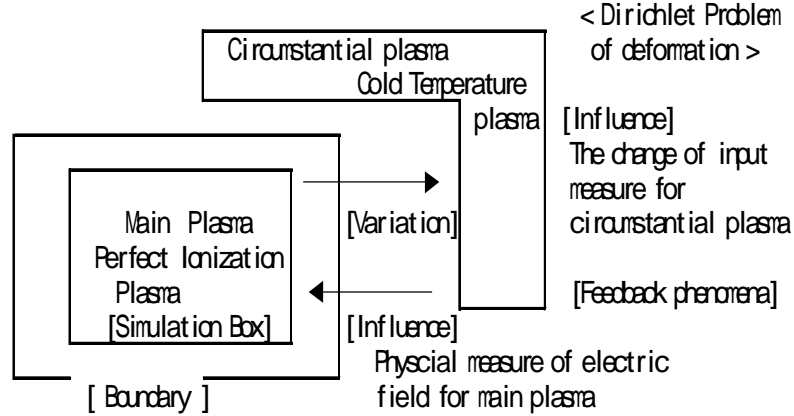 < Dirichlet Problem
of deformation >
Circumstantial plasma
Cold Temperature
plasma
[Influence]
The change of input
measure for
circumstantial plasma
[Variation]
Main Plasma
Perfect Ionization
Plasma
[Simulation Box]
[Feedback phenomena]
[Influence]
Physcial measure of electric
field for main plasma
[ Boundary ]